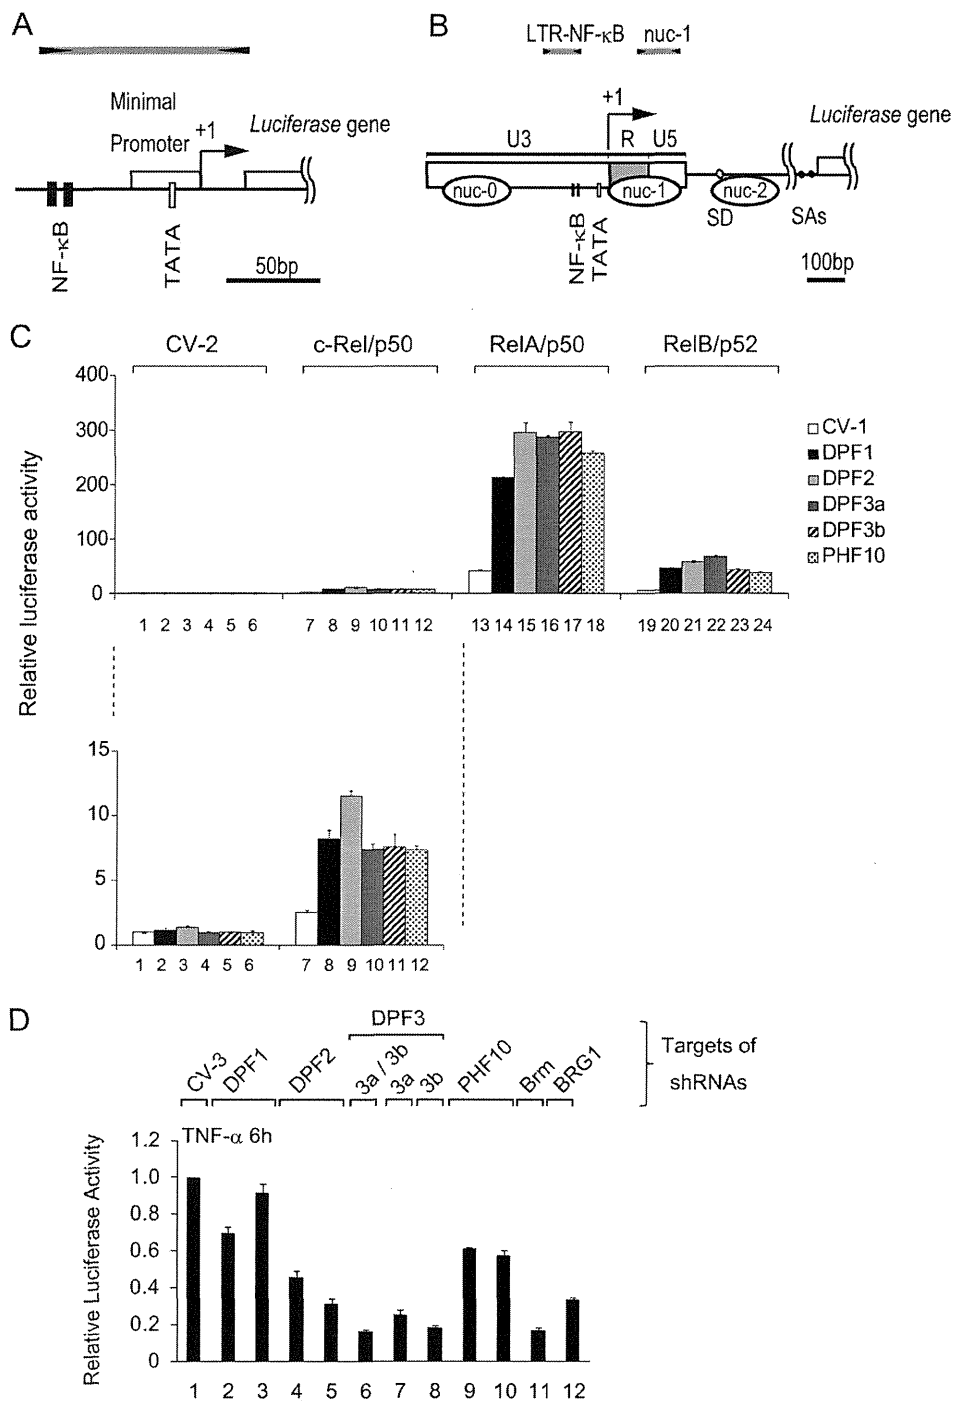 A
Minimal
Promoter
+1
Luciferase gene
NF-κB
TATA
50bp
B
LTR-NF-κB
nuc-1
+1
Luciferase gene
U3
R
U5
nuc-0
nuc-1
nuc-2
NF-κB
TATA
SD
SAs
100bp
C
CV-2
c-Rel/p50
RelA/p50
RelB/p52
Relative luciferase activity
400
300
200
100
0
1 2 3 4 5 6 7 8 9 10 11 12 13 14 15 16 17 18 19 20 21 22 23 24
CV-1
DPF1
DPF2
DPF3a
DPF3b
PHF10
15
10
5
0
1 2 3 4 5 6 7 8 9 10 11 12
D
DPF3
CV-3
DPF1
DPF2
3a / 3b
3a
3b
PHF10
Brm
BRG1
Targets of
shRNAs
TNF-α 6h
Relative Luciferase Activity
1.2
1.0
0.8
0.6
0.4
0.2
0
1 2 3 4 5 6 7 8 9 10 11 12